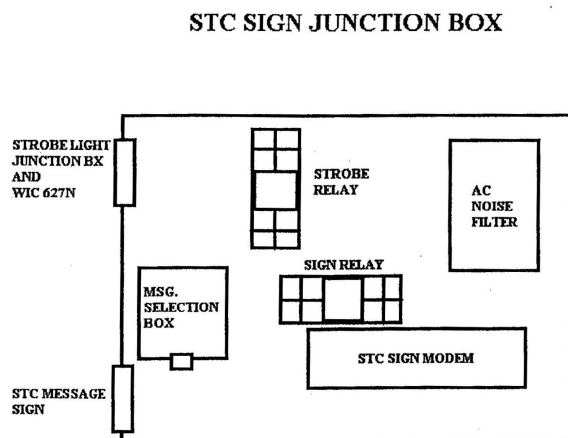 STC SIGN JUNCTION BOX
STROBE LIGHT
JUNCTION BX
AND
WIC 627N
STROBE
RELAY
AC
NOISE
FILTER
SIGN RELAY
MSG.
SELECTION
BOX
STC SIGN MODEM
STC MESSAGE
SIGN